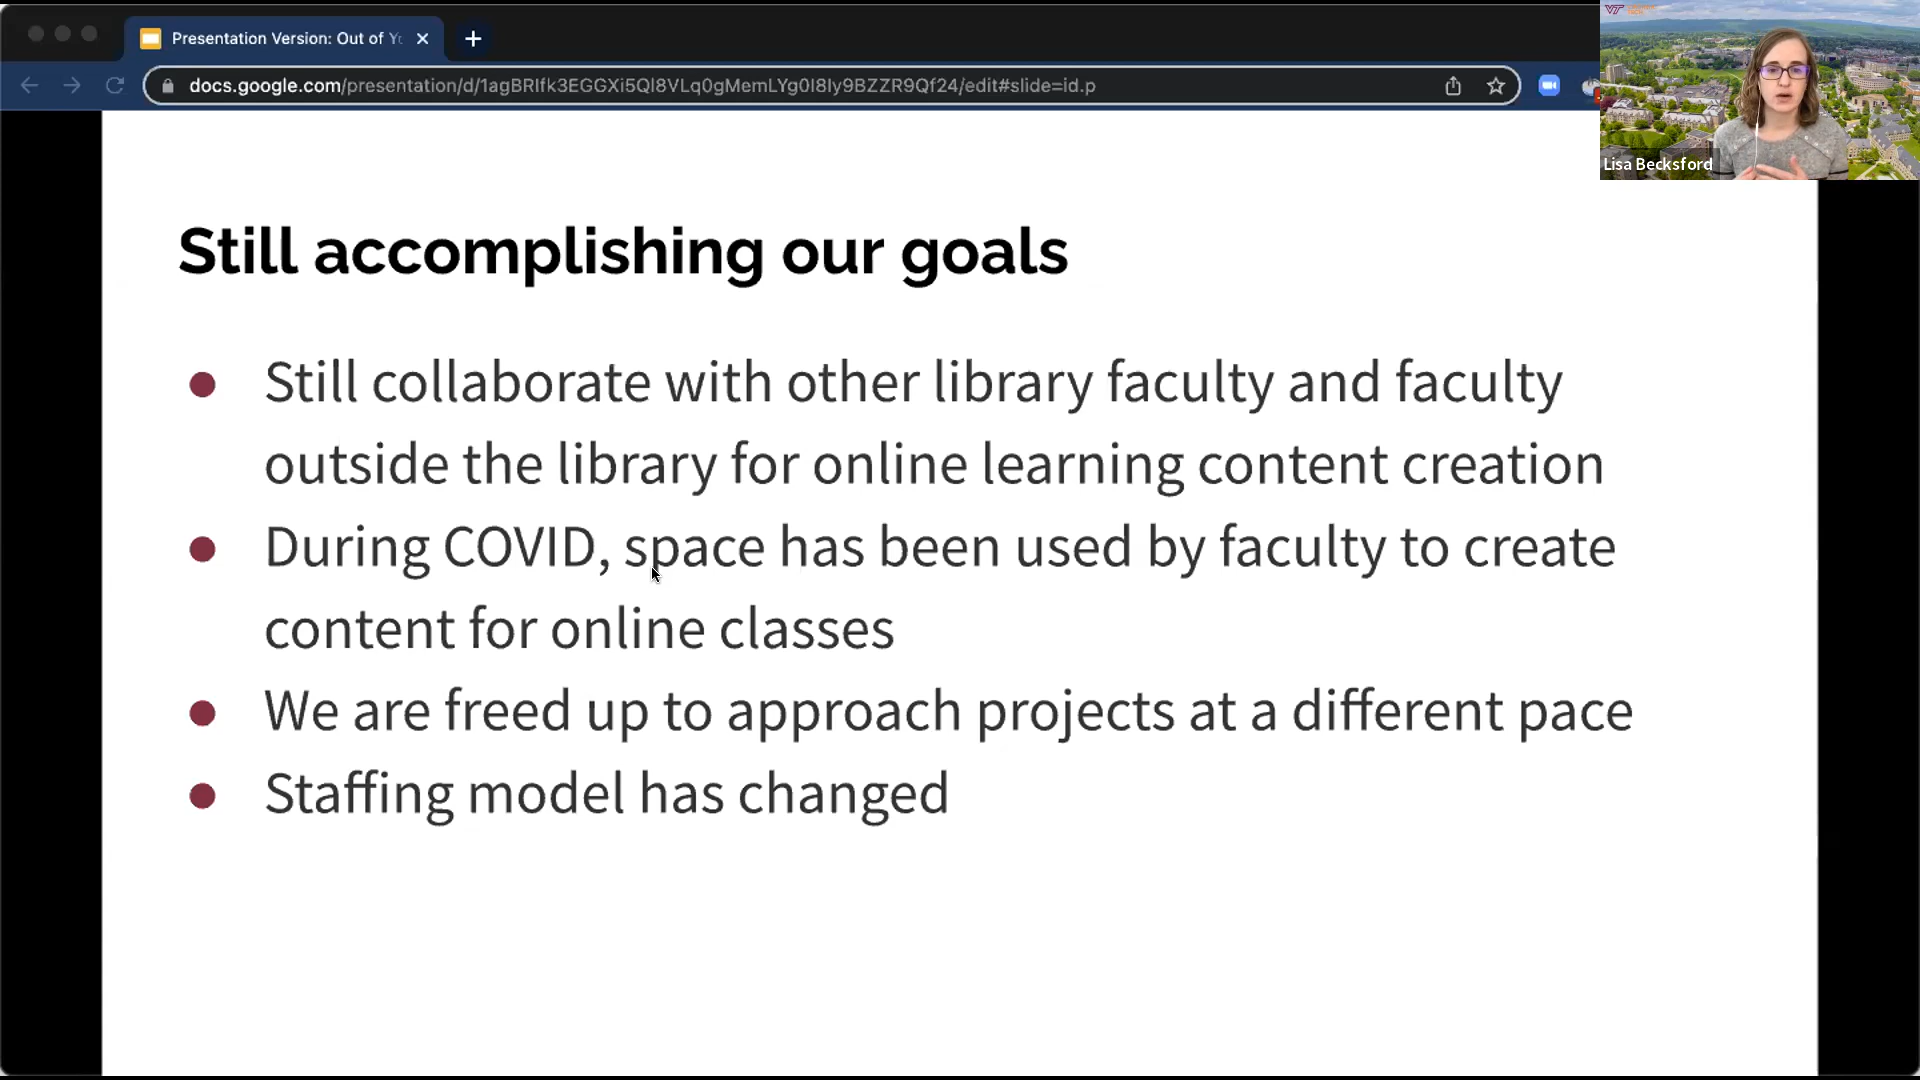 Presentation Version: Out of Yo
docs.google.com/presentation/d/1agBRIfk3EGGXi5Ql8VLq0gMemLYg0I8Iy9BZZR9Qf24/edit#slide=id.p
VT
Lisa Becksford
Still accomplishing our goals
● Still collaborate with other library faculty and faculty
outside the library for online learning content creation
● During COVID, space has been used by faculty to create
content for online classes
● We are freed up to approach projects at a different pace
● Staffing model has changed